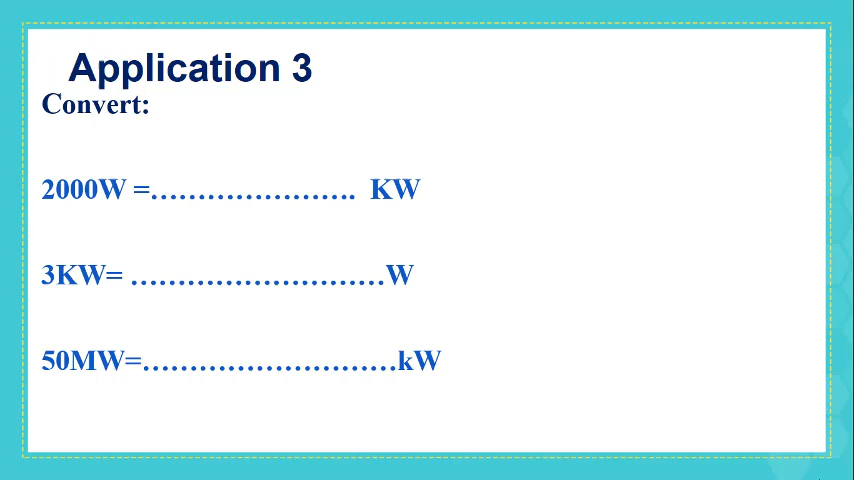 Application 3
Convert:
2000W =………………….  KW
3KW= ………………………W
50MW=………………………kW